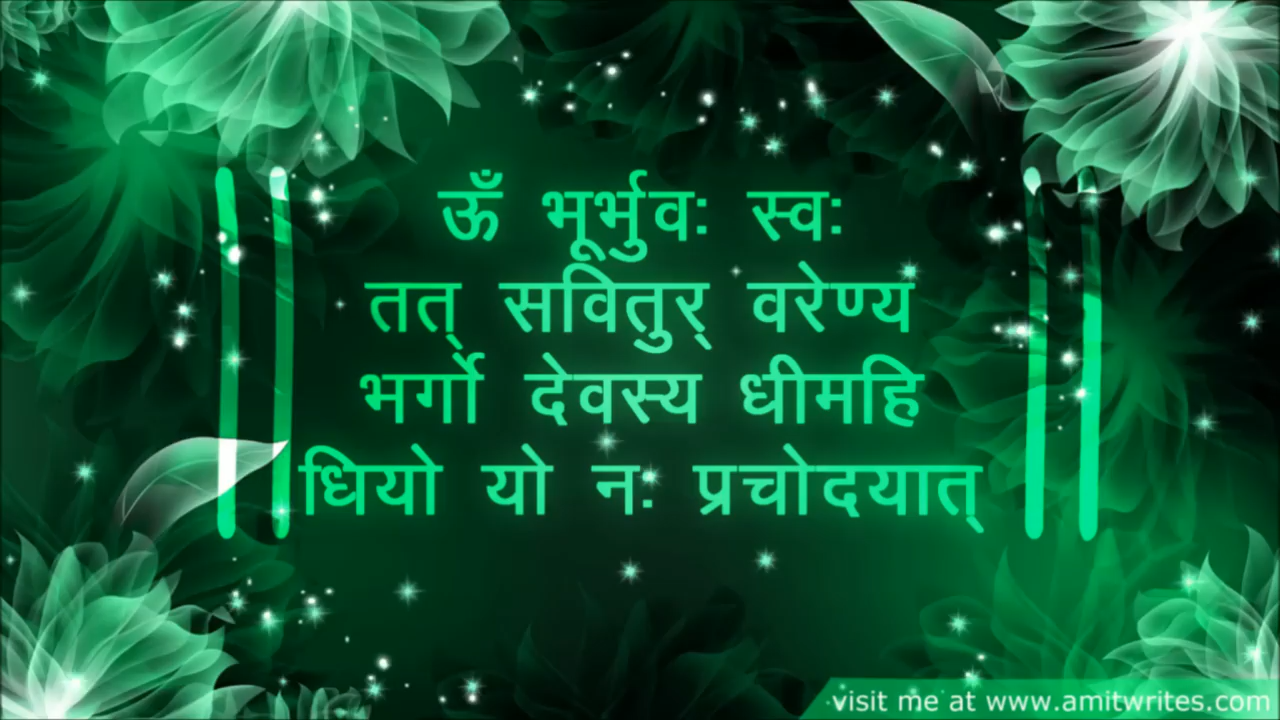 ऊँ भूर्भुवः स्वः
तत् सवितुर् वरेण्य
भर्गो देवस्य धीमहि
धियो यो नः प्रचोदयात्
visit me at www.amitwrites.com